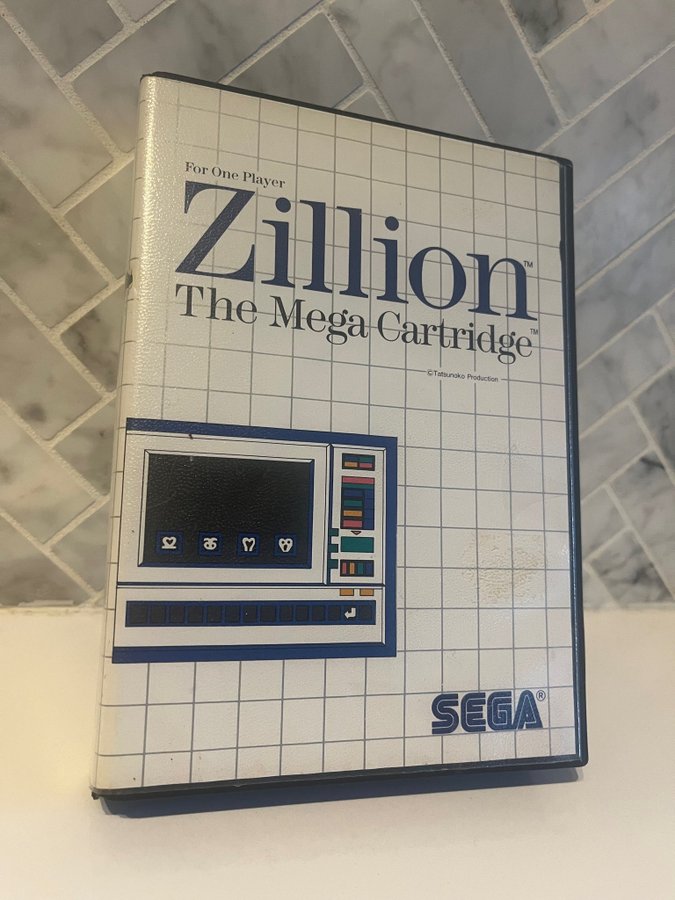 For One Player
Zillion™
The Mega Cartridge™
©Tatsunoko Production
SEGA®